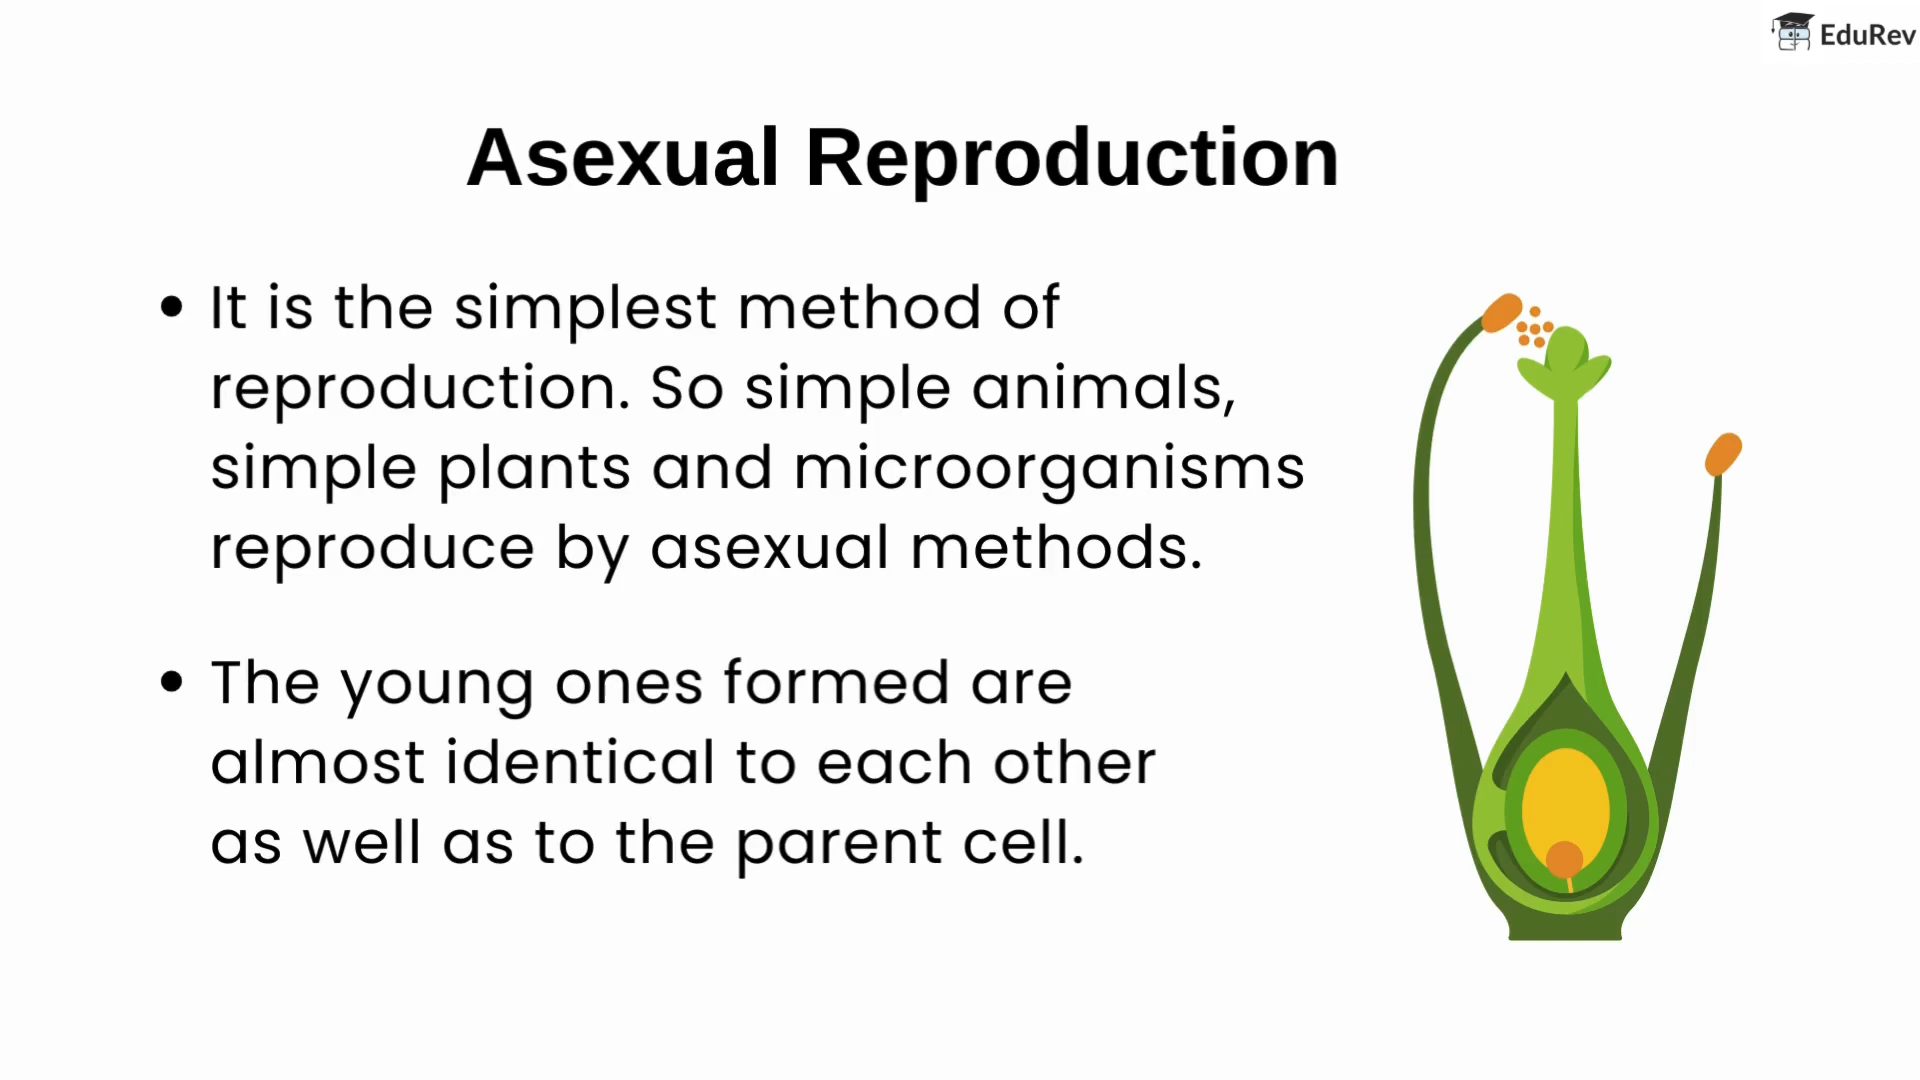 EduRev
Asexual Reproduction
• It is the simplest method of
reproduction. So simple animals,
simple plants and microorganisms
reproduce by asexual methods.
• The young ones formed are
almost identical to each other
as well as to the parent cell.